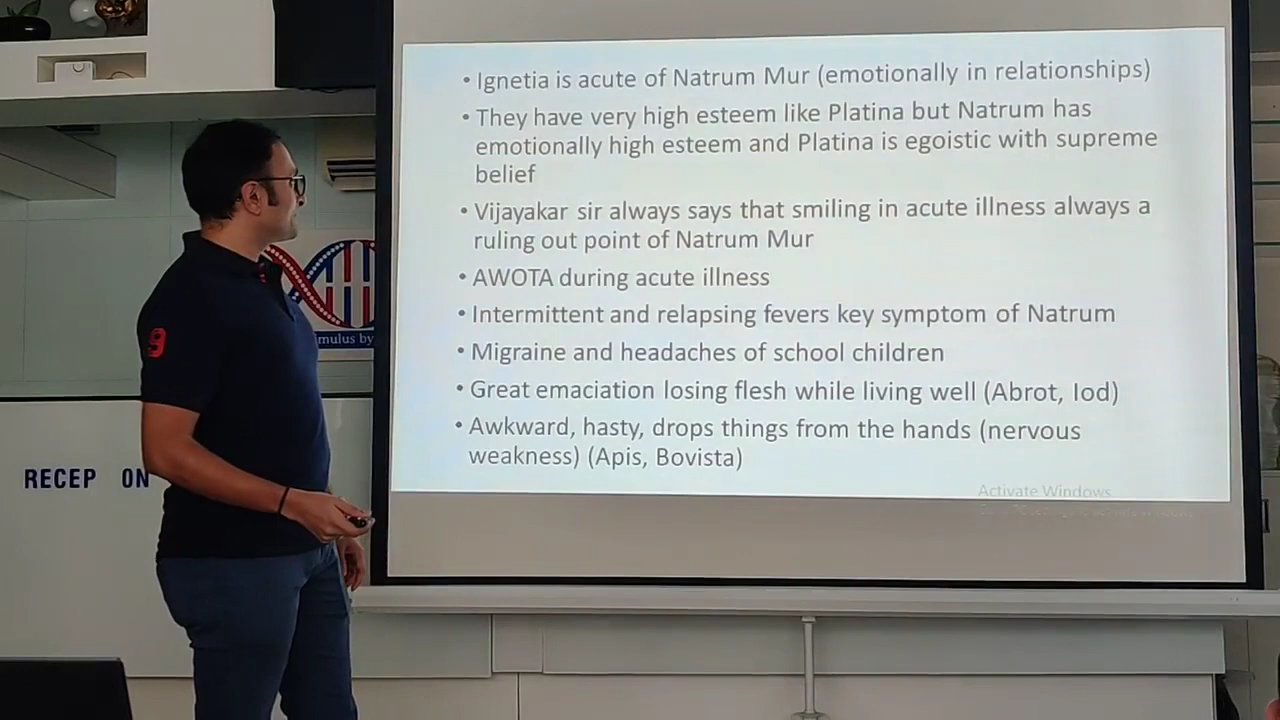 • Ignetia is acute of Natrum Mur (emotionally in relationships)
• They have very high esteem like Platina but Natrum has
emotionally high esteem and Platina is egoistic with supreme
belief
• Vijayakar sir always says that smiling in acute illness always a
ruling out point of Natrum Mur
• AWOTA during acute illness
• Intermittent and relapsing fevers key symptom of Natrum
• Migraine and headaches of school children
• Great emaciation losing flesh while living well (Abrot, Iod)
• Awkward, hasty, drops things from the hands (nervous
weakness) (Apis, Bovista)
Activate Windows
mulus by
9
RECEP ON